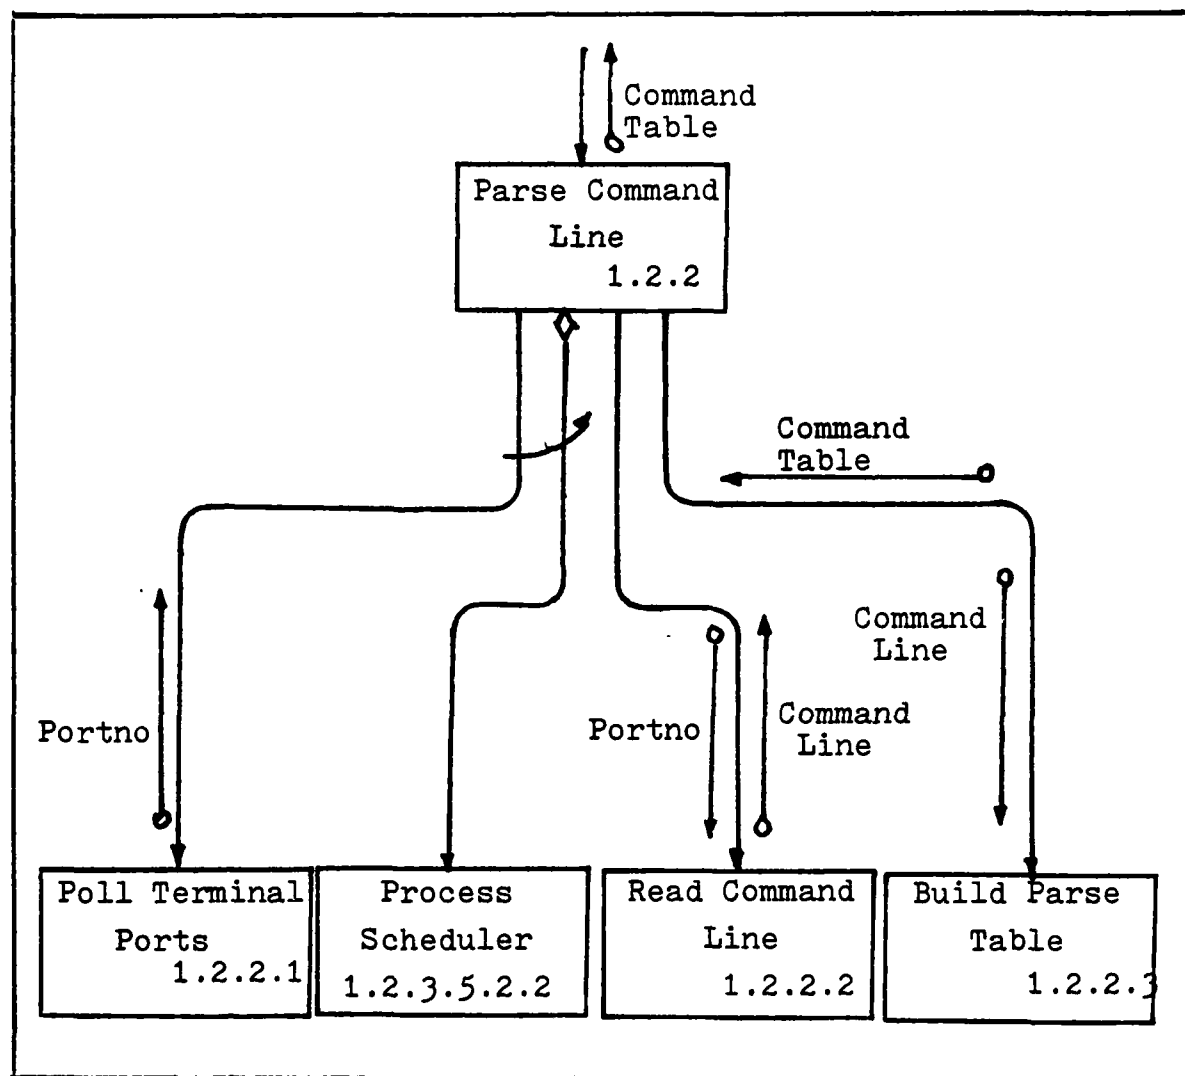 Command
Table
Parse Command
Line
1.2.2
Command
Table
Command
Line
Portno
Portno
Command
Line
Poll Terminal
Ports
1.2.2.1
Process
Scheduler
1.2.3.5.2.2
Read Command
Line
1.2.2.2
Build Parse
Table
1.2.2.3